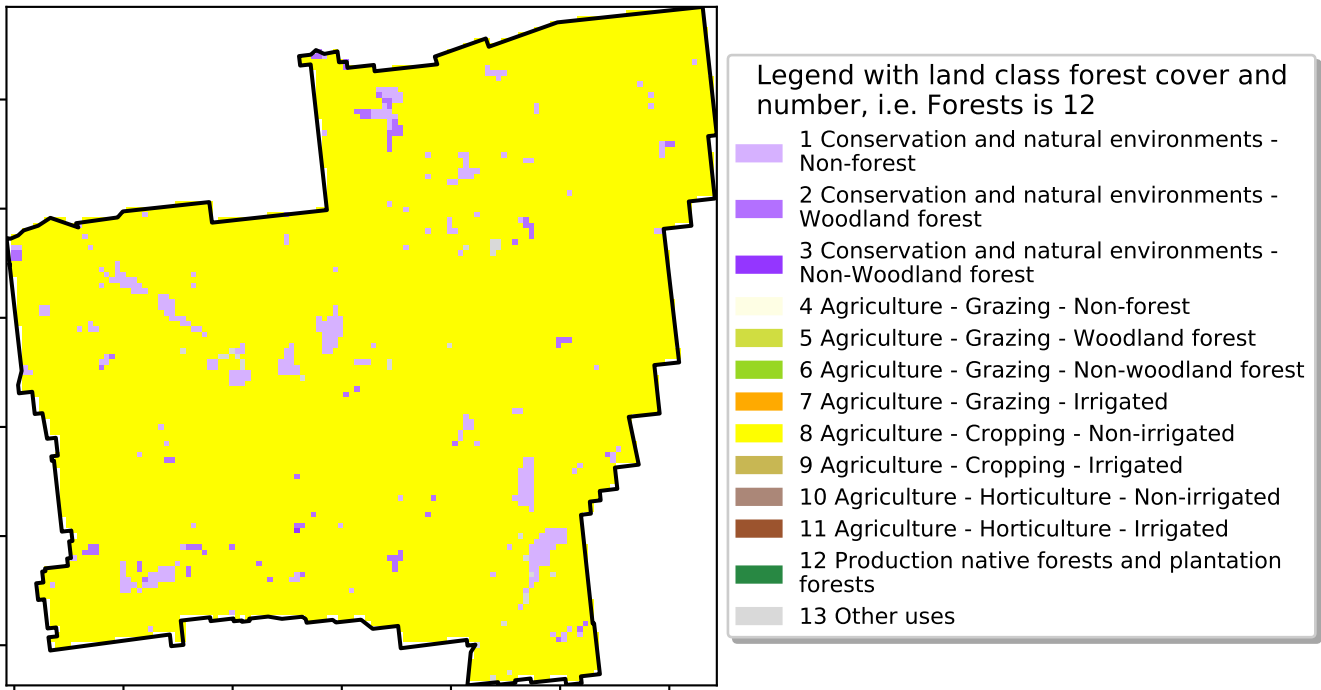 Legend with land class forest cover and
number, i.e. Forests is 12
1 Conservation and natural environments -
Non-forest
2 Conservation and natural environments -
Woodland forest
3 Conservation and natural environments -
Non-Woodland forest
4 Agriculture - Grazing - Non-forest
5 Agriculture - Grazing - Woodland forest
6 Agriculture - Grazing - Non-woodland forest
7 Agriculture - Grazing - Irrigated
8 Agriculture - Cropping - Non-irrigated
9 Agriculture - Cropping - Irrigated
10 Agriculture - Horticulture - Non-irrigated
11 Agriculture - Horticulture - Irrigated
12 Production native forests and plantation
forests
13 Other uses